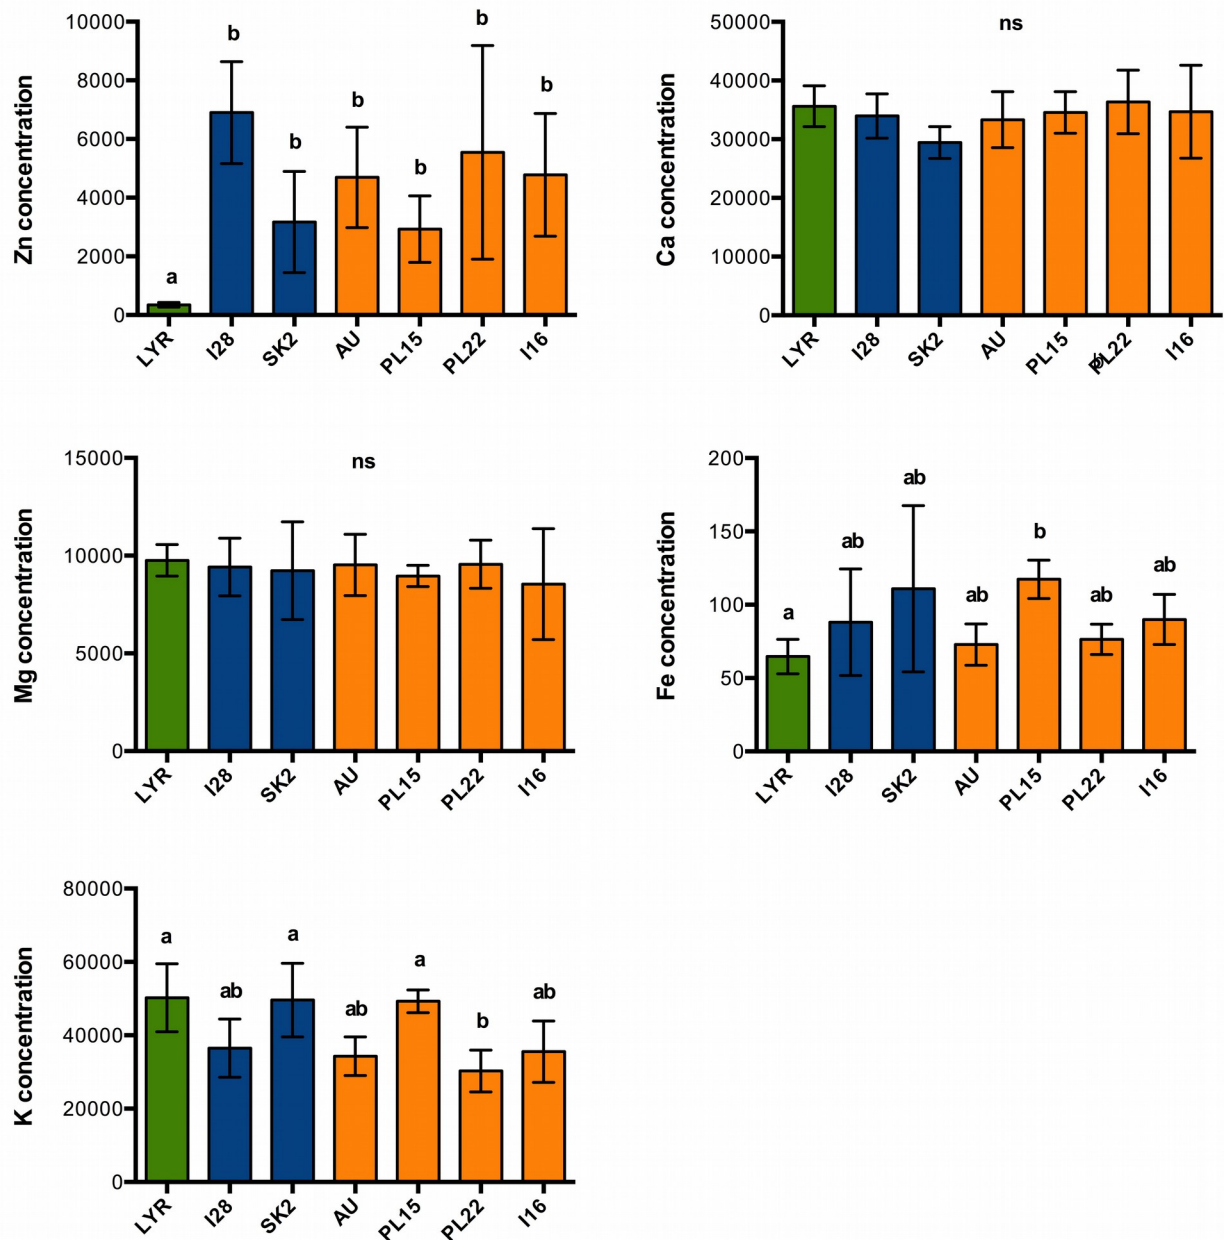 Zn concentration
10000
8000
6000
4000
2000
0
a
b
b
b
b
b
b
LYR
I28
SK2
AU
PL15
PL22
I16
Ca concentration
50000
40000
30000
20000
10000
0
ns
LYR
I28
SK2
AU
PL15
PL22
I16
Mg concentration
15000
10000
5000
0
ns
LYR
I28
SK2
AU
PL15
PL22
I16
Fe concentration
200
150
100
50
0
a
ab
ab
ab
b
ab
ab
LYR
I28
SK2
AU
PL15
PL22
I16
K concentration
80000
60000
40000
20000
0
a
ab
a
ab
a
b
ab
LYR
I28
SK2
AU
PL15
PL22
I16